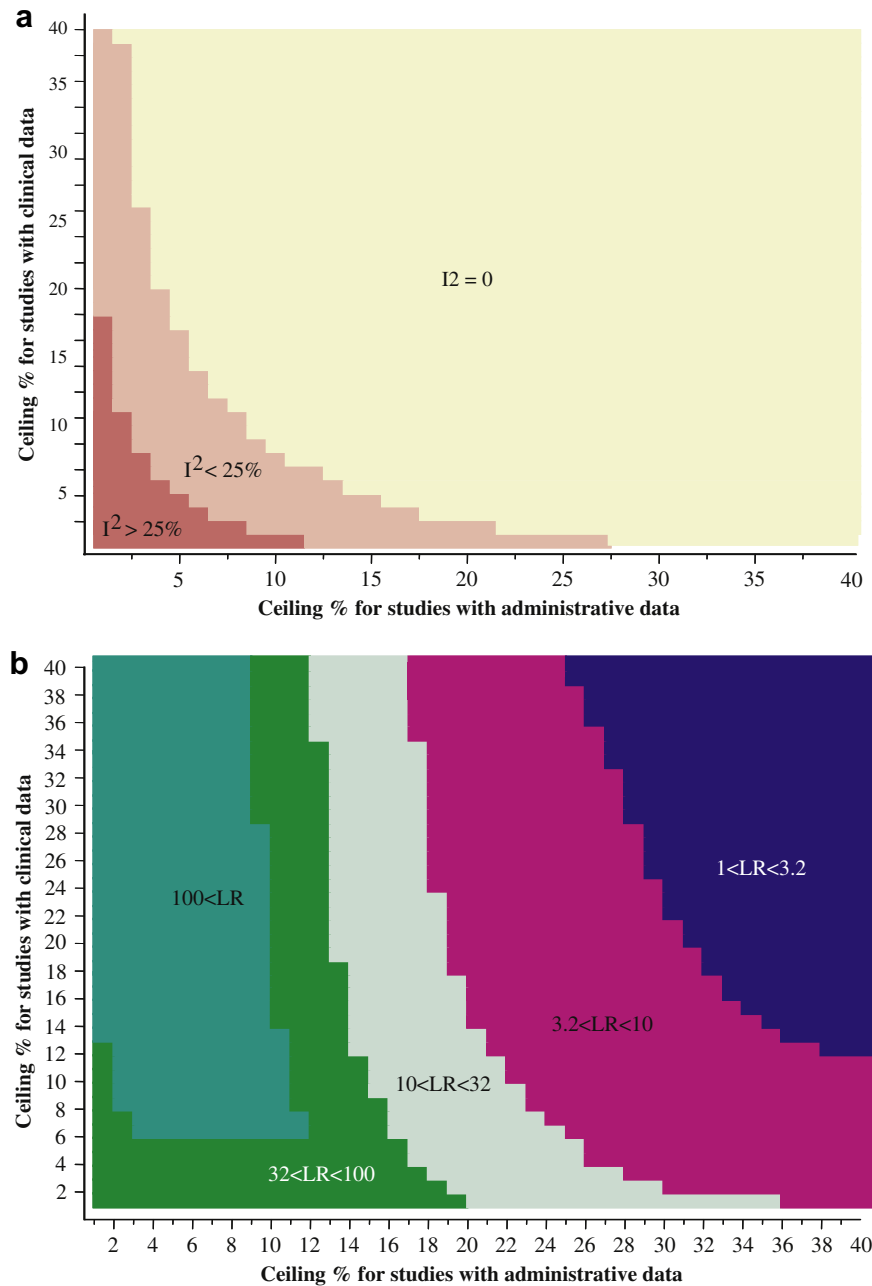 a
40
35
30
25
20
15
10
5
Ceiling % for studies with clinical data
I2 = 0
I2 < 25%
I2 > 25%
5 10 15 20 25 30 35 40
Ceiling % for studies with administrative data
b
40
38
36
34
32
30
28
26
24
22
20
18
16
14
12
10
8
6
4
2
Ceiling % for studies with clinical data
100<LR
1<LR<3.2
3.2<LR<10
10<LR<32
32<LR<100
2 4 6 8 10 12 14 16 18 20 22 24 26 28 30 32 34 36 38 40
Ceiling % for studies with administrative data